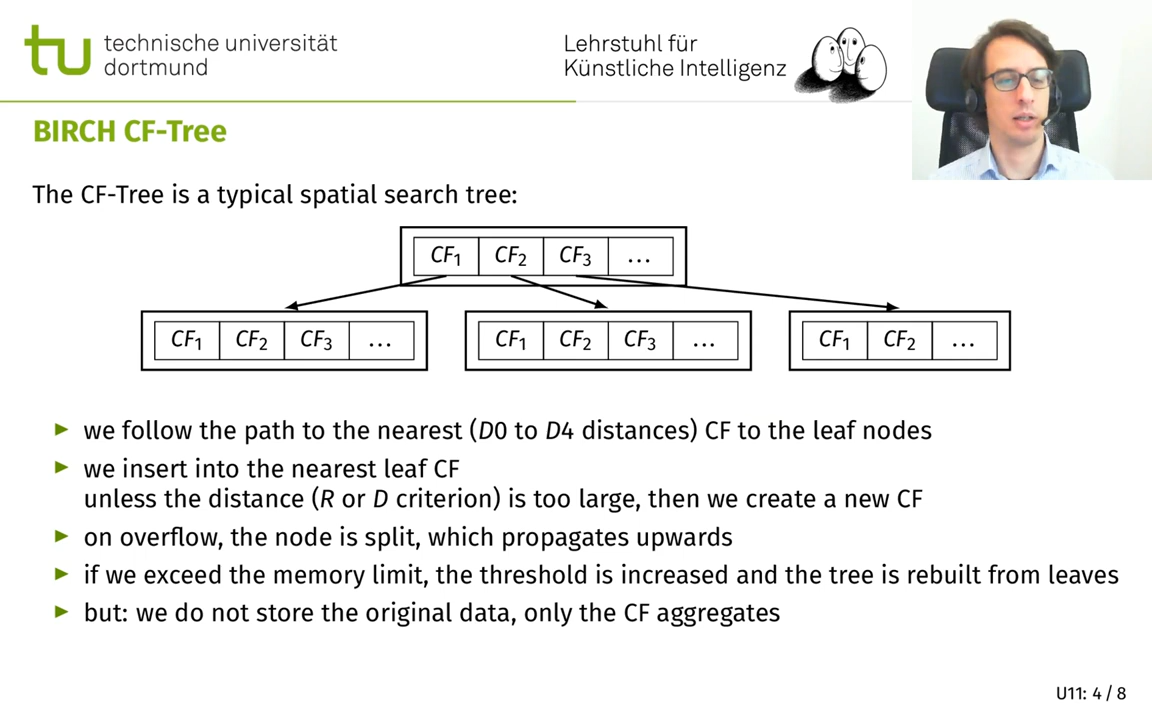 tu technische universität
dortmund
Lehrstuhl für
Künstliche Intelligenz
BIRCH CF-Tree
The CF-Tree is a typical spatial search tree:
CF₁ CF₂ CF₃ ...
CF₁ CF₂ CF₃ ... CF₁ CF₂ CF₃ ... CF₁ CF₂ ...
▶ we follow the path to the nearest (D0 to D4 distances) CF to the leaf nodes
▶ we insert into the nearest leaf CF
unless the distance (R or D criterion) is too large, then we create a new CF
▶ on overflow, the node is split, which propagates upwards
▶ if we exceed the memory limit, the threshold is increased and the tree is rebuilt from leaves
▶ but: we do not store the original data, only the CF aggregates
U11: 4 / 8